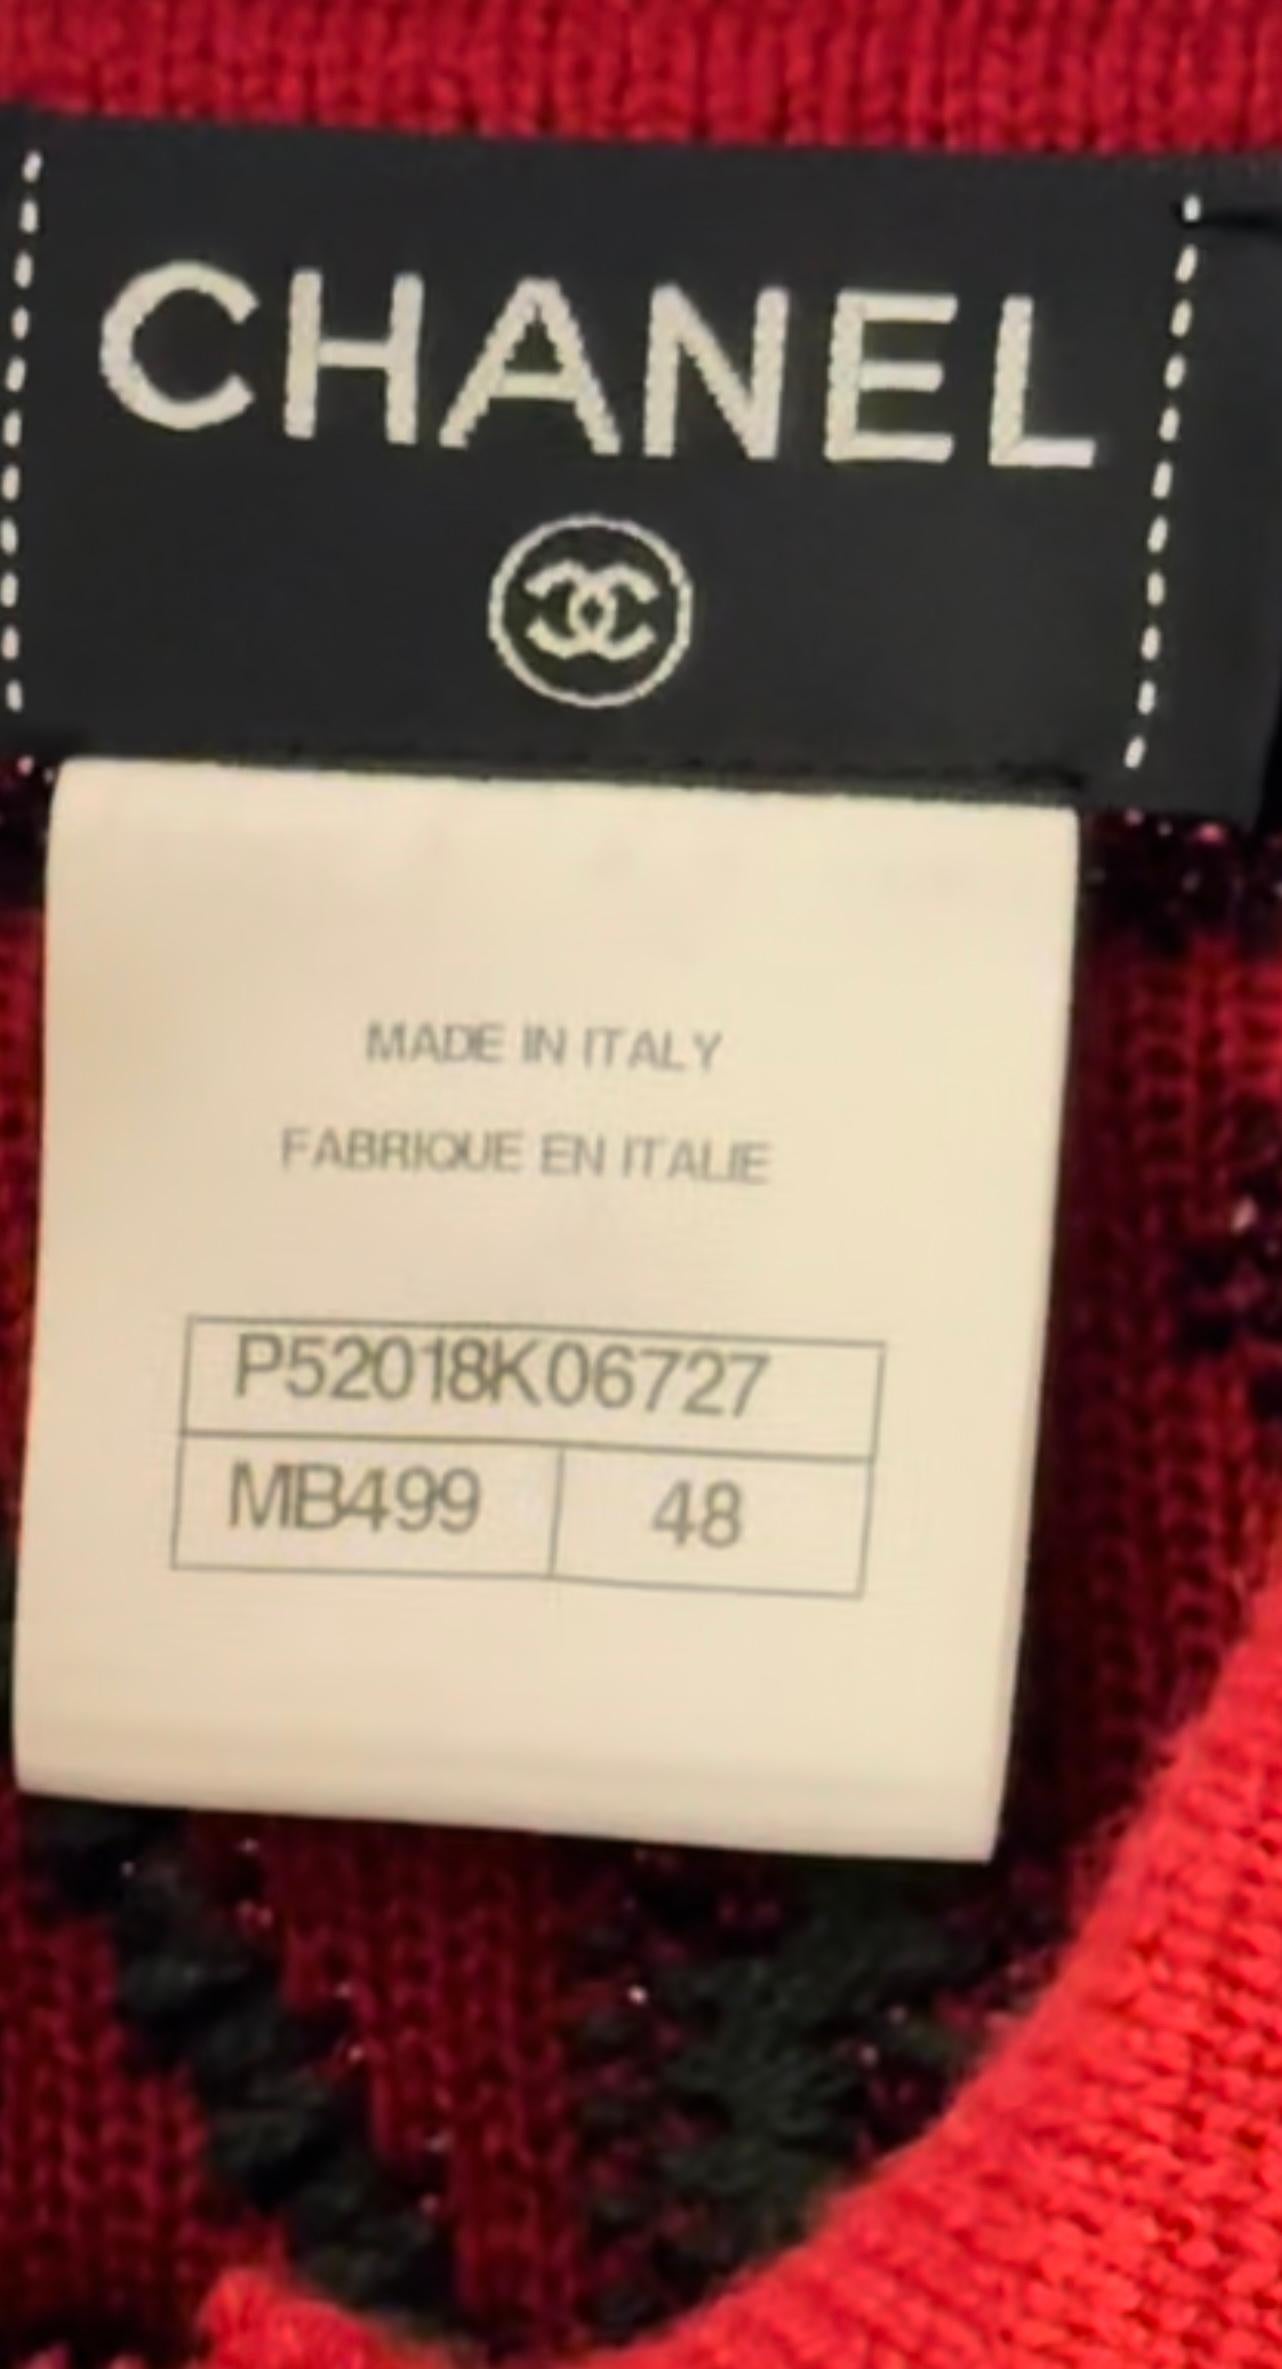 CHANEL
MADE IN ITALY
FABRIQUE EN ITALIE
P52018K06727
MB499 48